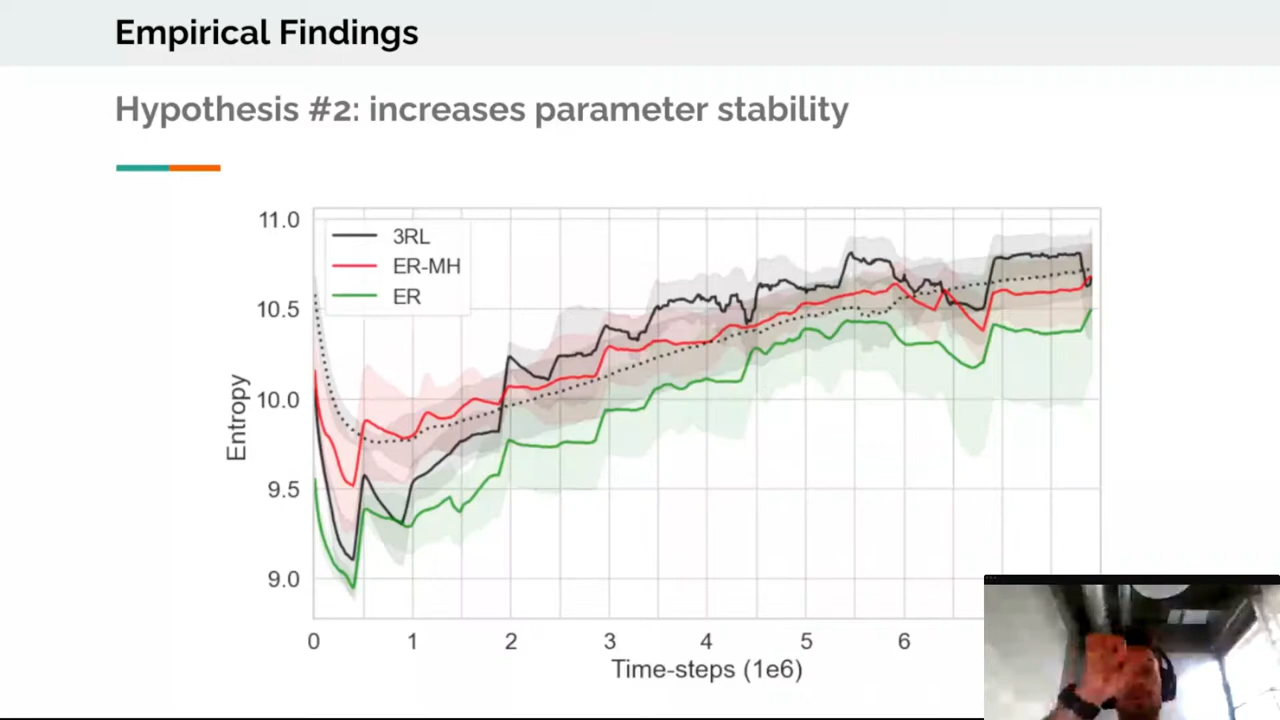 Empirical Findings
Hypothesis #2: increases parameter stability
3RL
ER-MH
ER
11.0
10.5
10.0
9.5
9.0
Entropy
0 1 2 3 4 5 6
Time-steps (1e6)